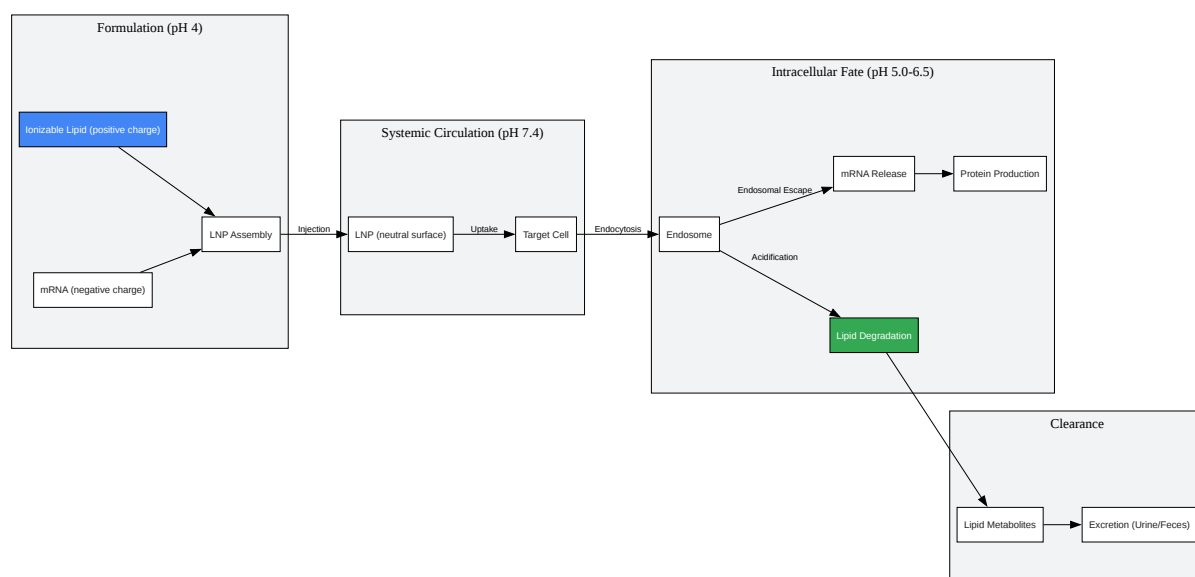 Formulation (pH 4)
Ionizable Lipid (positive charge)
mRNA (negative charge)
LNP Assembly
Injection
Systemic Circulation (pH 7.4)
LNP (neutral surface)
Uptake
Target Cell
Endocytosis
Intracellular Fate (pH 5.0-6.5)
Endosome
Endosomal Escape
mRNA Release
Protein Production
Acidification
Lipid Degradation
Clearance
Lipid Metabolites
Excretion (Urine/Feces)